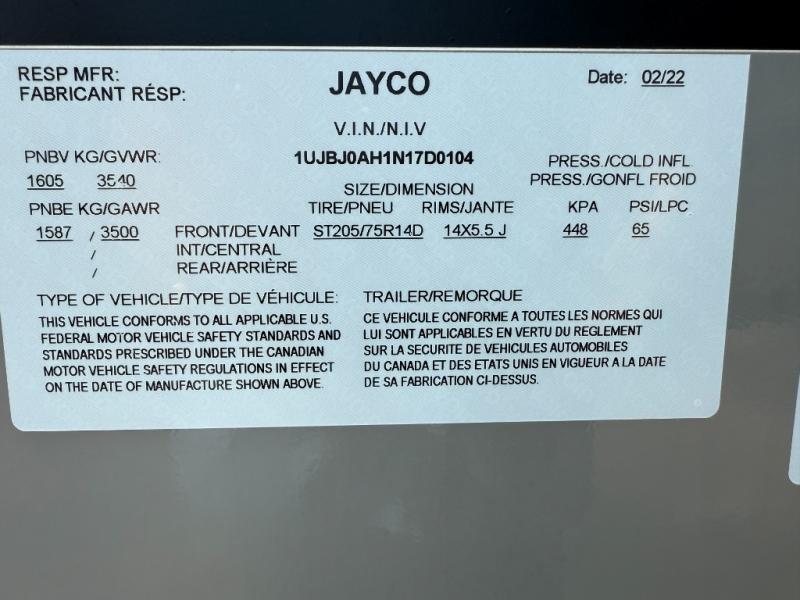 RESP MFR:
FABRICANT RÉSP:
JAYCO
Date: 02/22
V.I.N./N.I.V
PNBV KG/GVWR:
1UJBJ0AH1N17D0104
PRESS./COLD INFL.
PRESS./GONFL FROID
1605 3540
SIZE/DIMENSION
PNBE KG/GAWR
TIRE/PNEU RIMS/JANTE KPA PSI/LPC
1587 / 3500 FRONT/DEVANT ST205/75R14D 14X5.5 J 448 65
/ INT/CENTRAL
/ REAR/ARRIÈRE
TYPE OF VEHICLE/TYPE DE VÉHICULE: TRAILER/REMORQUE
THIS VEHICLE CONFORMS TO ALL APPLICABLE U.S.
FEDERAL MOTOR VEHICLE SAFETY STANDARDS AND
STANDARDS PRESCRIBED UNDER THE CANADIAN
MOTOR VEHICLE SAFETY REGULATIONS IN EFFECT
ON THE DATE OF MANUFACTURE SHOWN ABOVE.
CE VEHICULE CONFORME A TOUTES LES NORMES QUI
LUI SONT APPLICABLES EN VERTU DU REGLEMENT
SUR LA SECURITE DE VEHICULES AUTOMOBILES
DU CANADA ET DES ETATS UNIS EN VIGUEUR A LA DATE
DE SA FABRICATION CI-DESSUS.